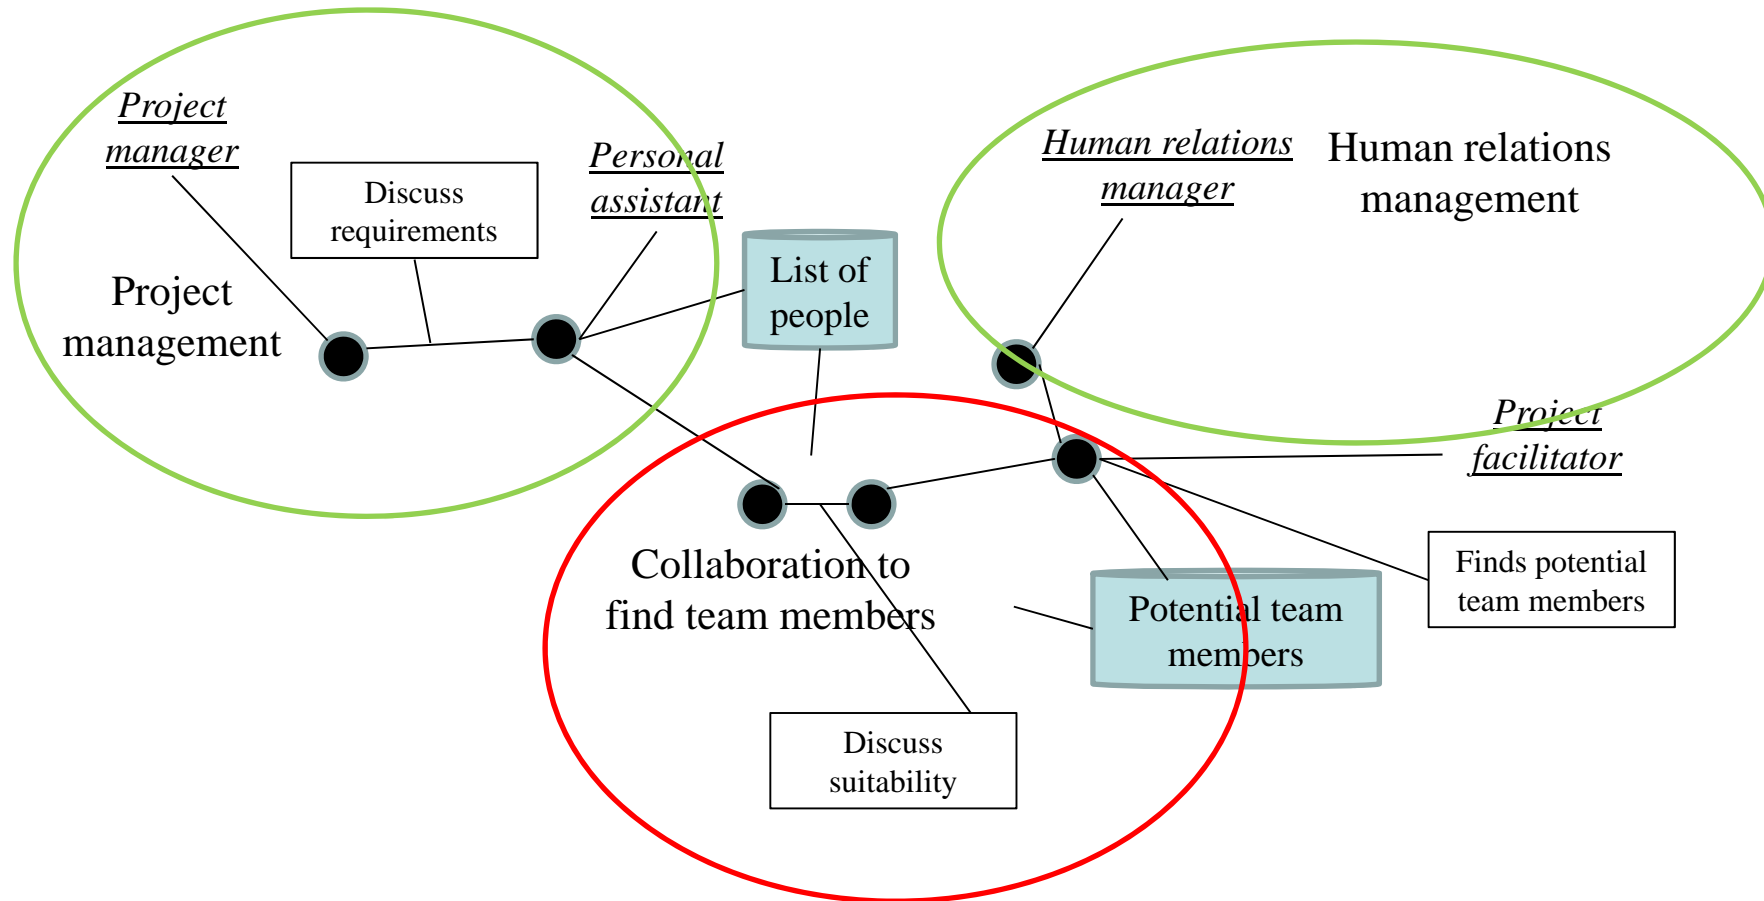 Project
manager
Discuss
requirements
Personal
assistant
Project
management
List of
people
Human relations
manager
Human relations
management
Project
facilitator
Collaboration to
find team members
Finds potential
team members
Potential team
members
Discuss
suitability